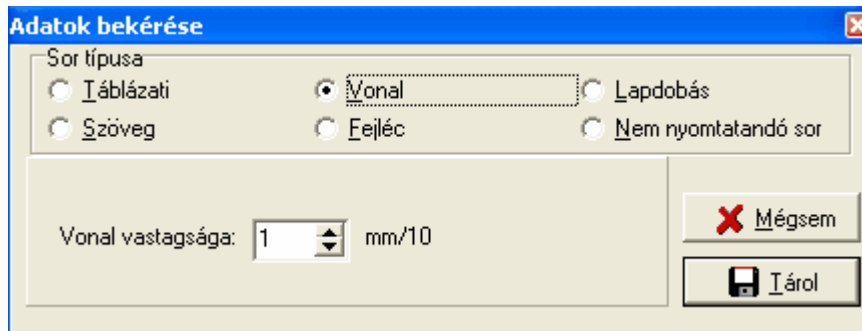 Adatok bekérése
Sor típusa
Táblázati Vonal Lapdobás
Szöveg Fejléc Nem nyomtatandó sor
Vonal vastagsága: 1 mm/10
Mégsem
Tárol